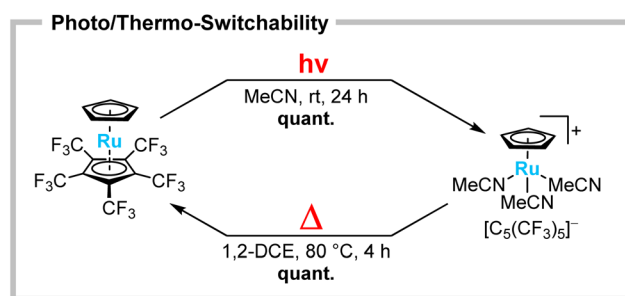 Photo/Thermo-Switchability
hν
MeCN, rt, 24 h
quant.
Ru
F₃C CF₃
F₃C CF₃
CF₃
+
Ru
MeCN MeCN
MeCN
[C₅(CF₃)₅]⁻
Δ
1,2-DCE, 80 °C, 4 h
quant.